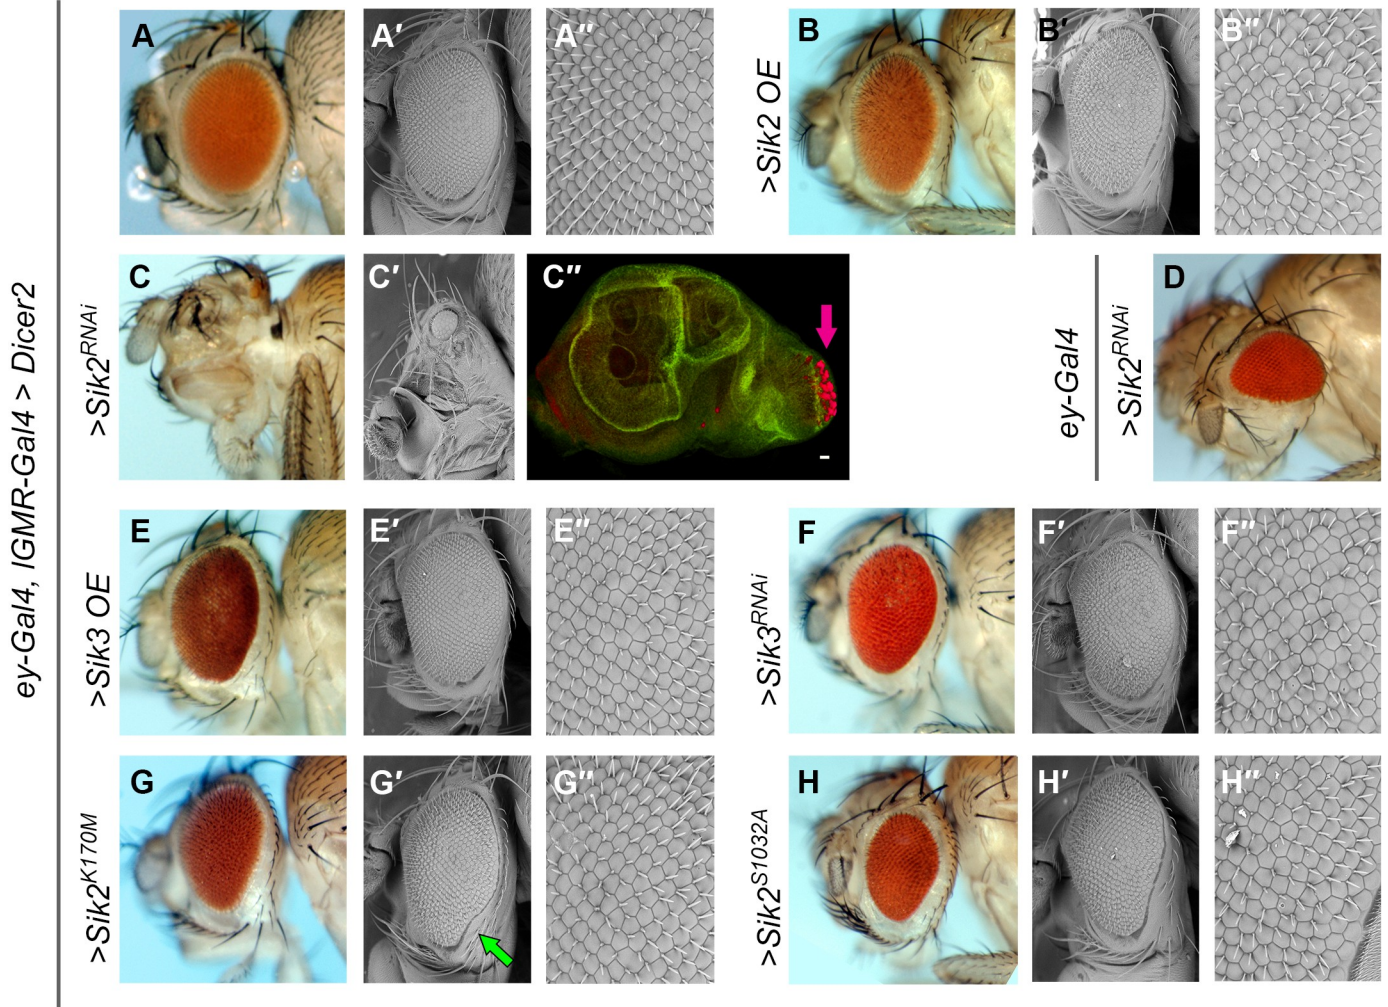 ey-Gal4, lGMR-Gal4 > Dicer2
A
A′
A″
>Sik2 OE
B
B′
B″
>Sik2RNAi
C
C′
C″
ey-Gal4
>Sik2RNAi
D
>Sik3 OE
E
E′
E″
>Sik3RNAi
F
F′
F″
>Sik2K170M
G
G′
G″
>Sik2S1032A
H
H′
H″